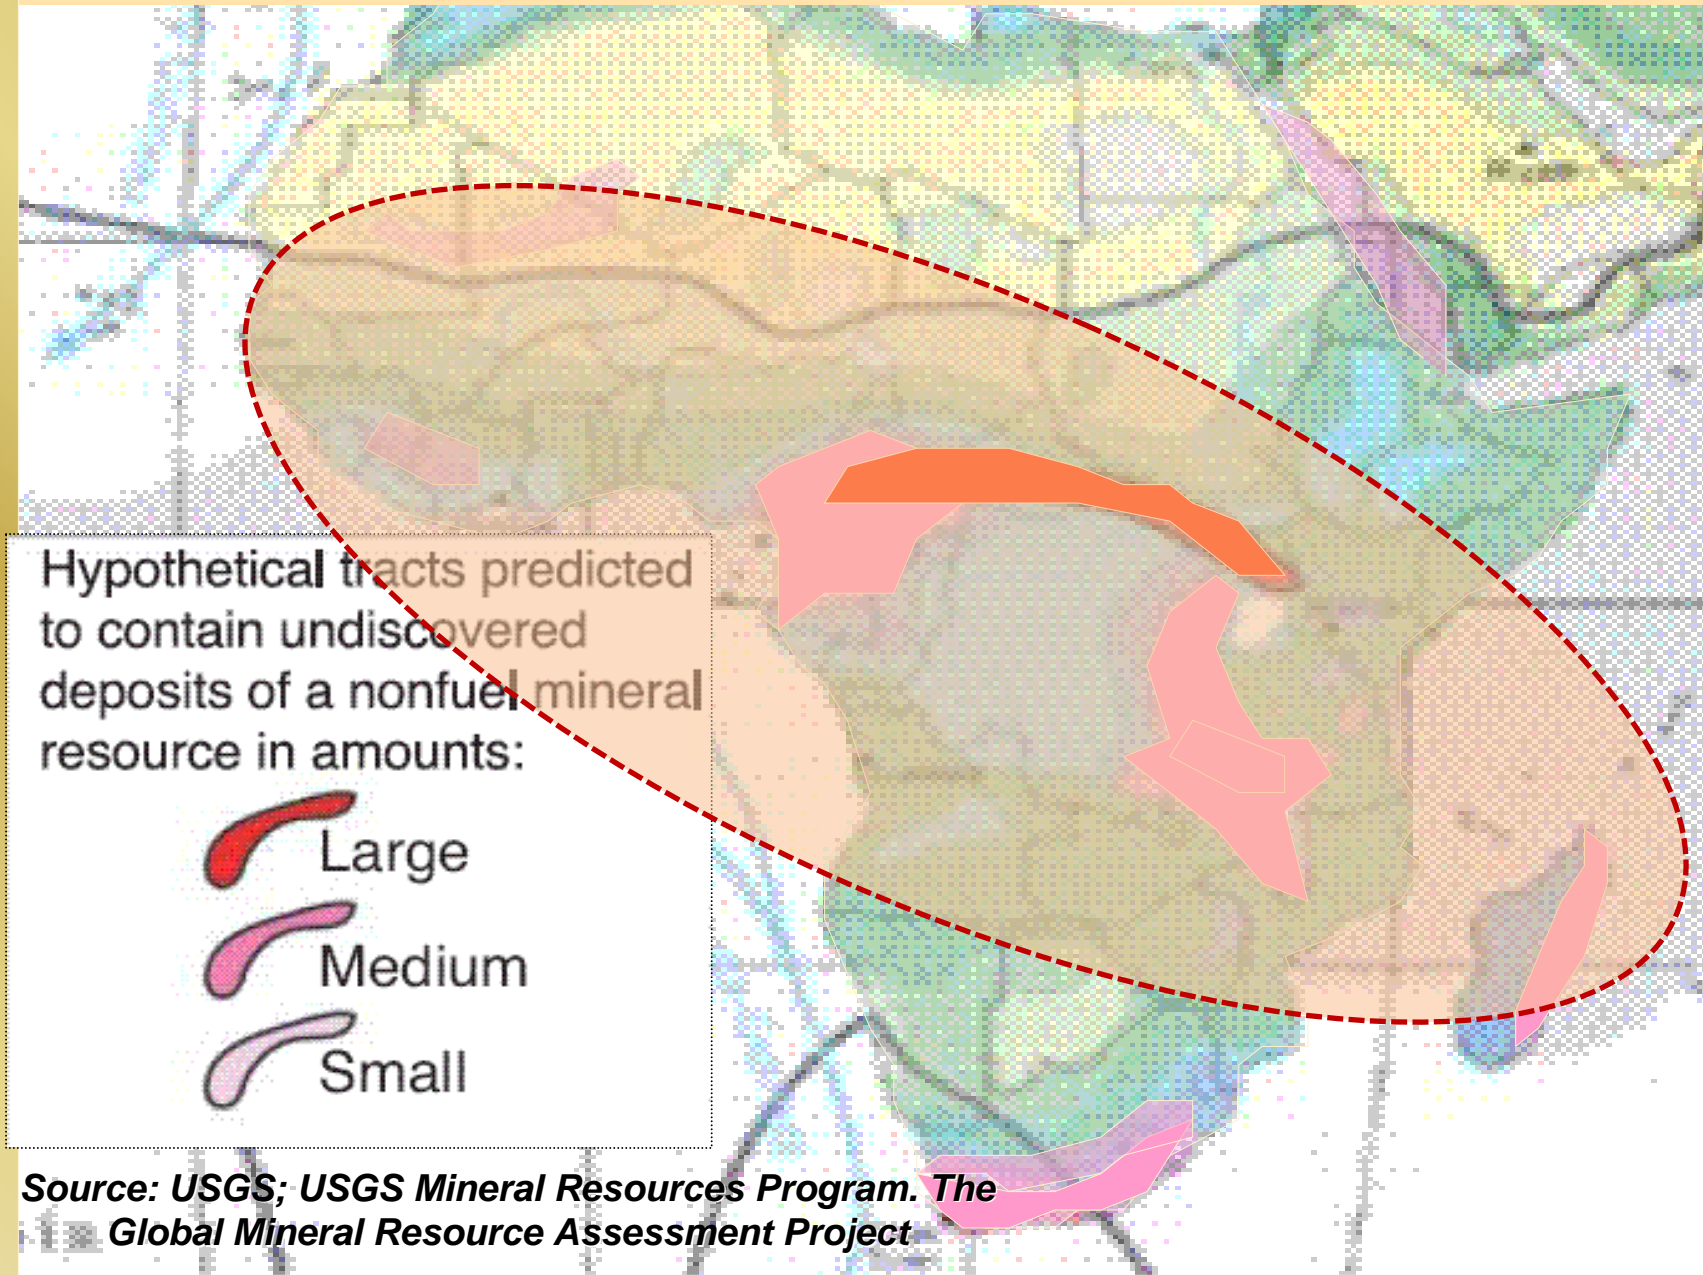 Hypothetical tracts predicted
to contain undiscovered
deposits of a nonfuel mineral
resource in amounts:
Large
Medium
Small
Source: USGS; USGS Mineral Resources Program. The
Global Mineral Resource Assessment Project